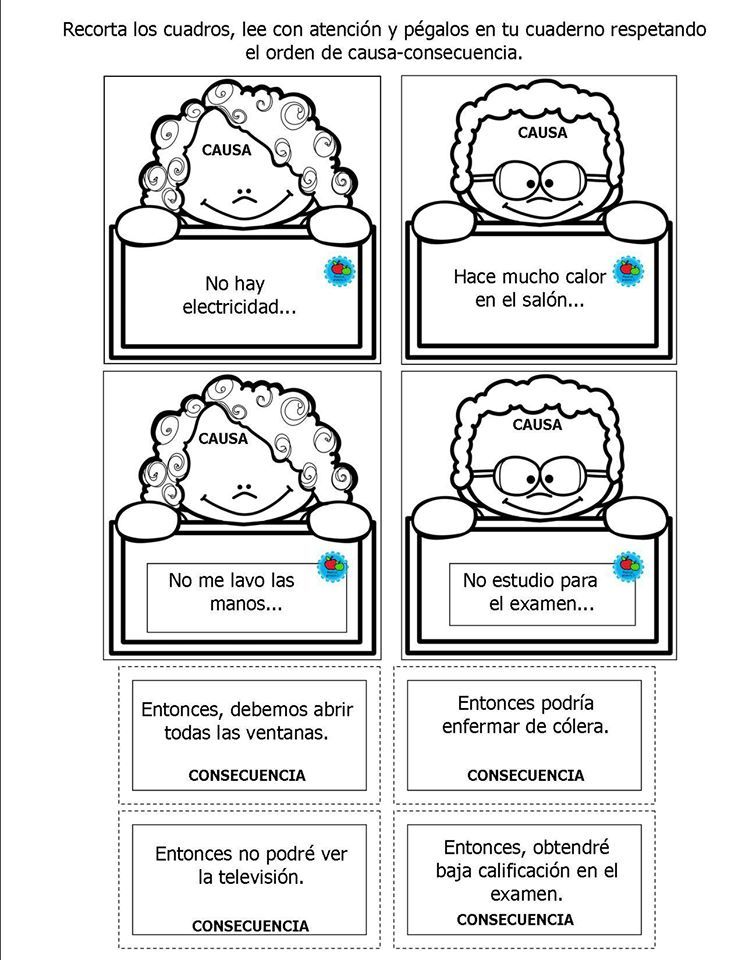 Recorta los cuadros, lee con atención y pégalos en tu cuaderno respetando
el orden de causa-consecuencia.
CAUSA
No hay
electricidad...
CAUSA
Hace mucho calor
en el salón...
CAUSA
No me lavo las
manos...
CAUSA
No estudio para
el examen...
Entonces, debemos abrir
todas las ventanas.
CONSECUENCIA
Entonces podría
enfermar de cólera.
CONSECUENCIA
Entonces no podré ver
la televisión.
CONSECUENCIA
Entonces, obtendré
baja calificación en el
examen.
CONSECUENCIA